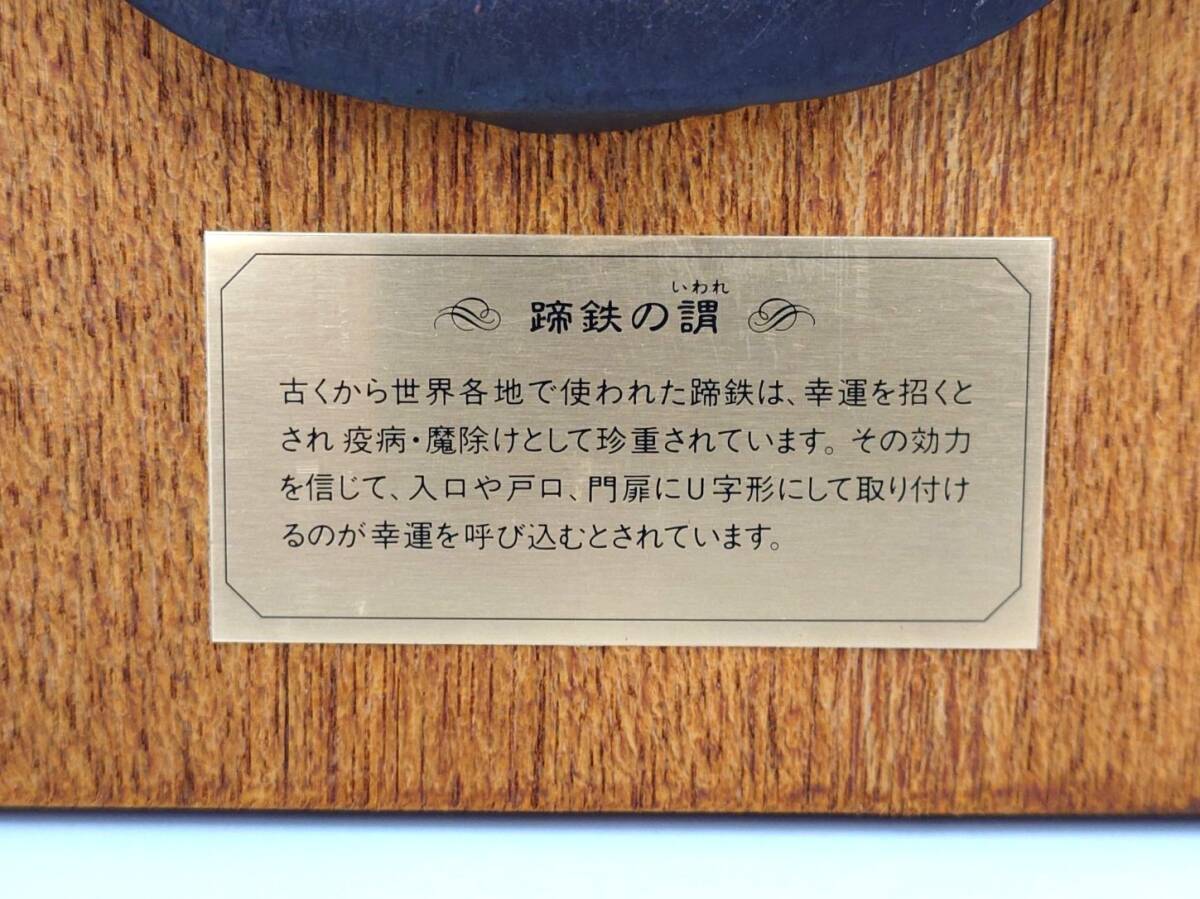 いわれ
蹄鉄の謂
古くから世界各地で使われた蹄鉄は、幸運を招くと
され 疫病・魔除けとして珍重されています。その効力
を信じて、入口や戸口、門扉にU字形にして取り付け
るのが幸運を呼び込むとされています。